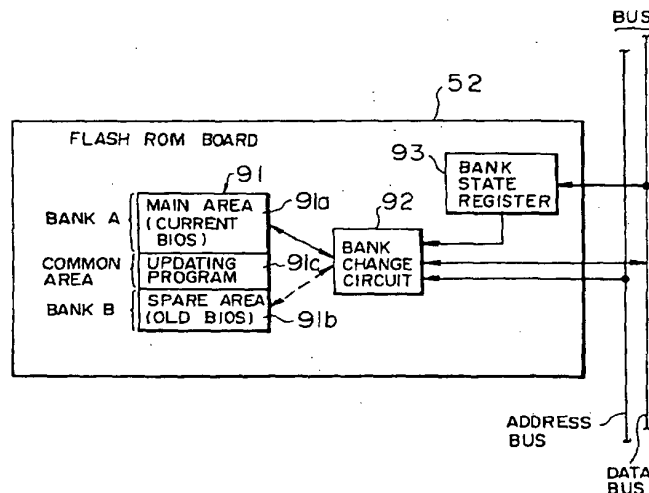 BUS
52
FLASH ROM BOARD
93
BANK
STATE
REGISTER
91
BANK A
MAIN AREA
(CURRENT
BIOS)
91a
92
BANK
CHANGE
CIRCUIT
COMMON
AREA
UPDATING
PROGRAM
91c
BANK B
SPARE AREA
(OLD BIOS)
91b
ADDRESS
BUS
DATA
BUS